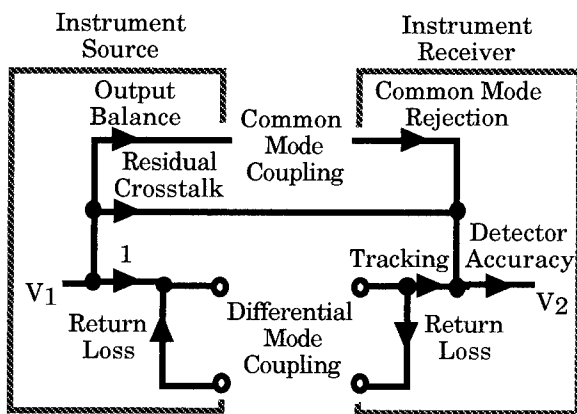 Instrument
Source
Instrument
Receiver
Output
Balance
Common
Mode
Coupling
Common Mode
Rejection
Residual
Crosstalk
1
Tracking
Detector
Accuracy
V1
V2
Return
Loss
Differential
Mode
Coupling
Return
Loss